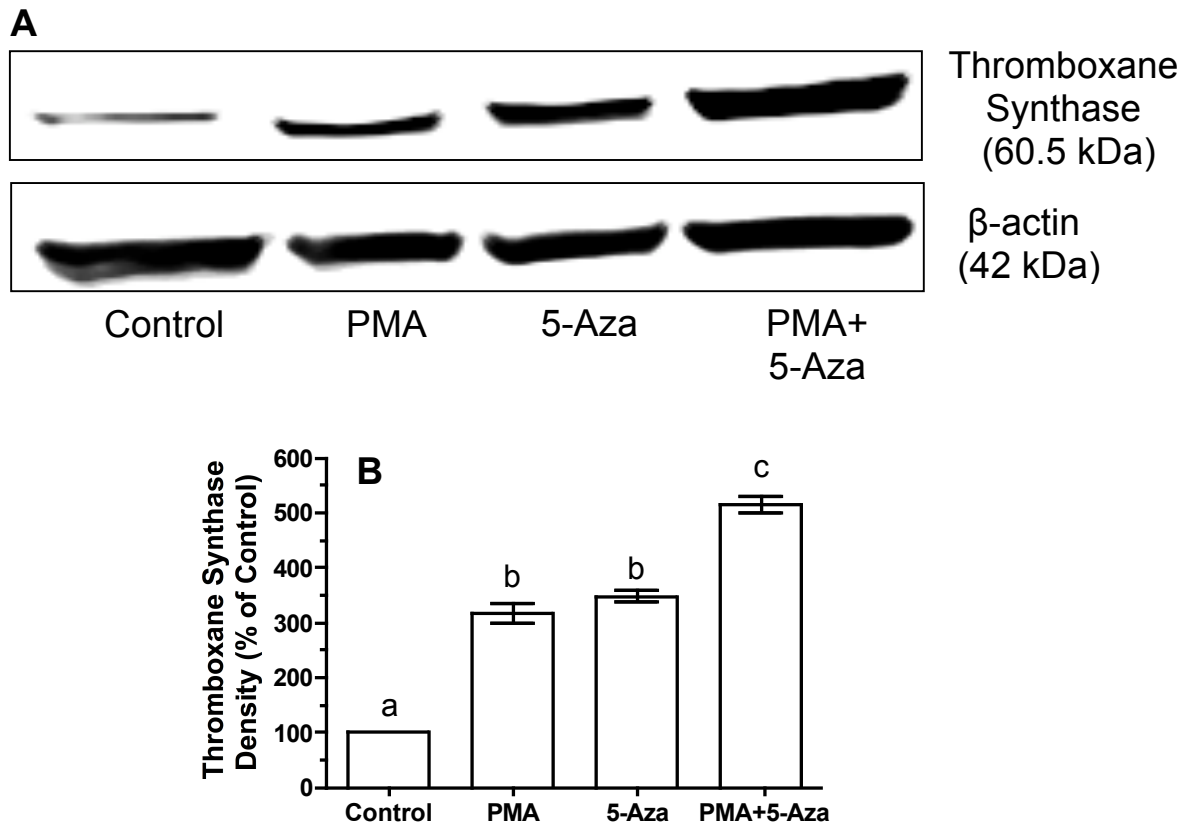 A
Thromboxane
Synthase
(60.5 kDa)
β-actin
(42 kDa)
Control
PMA
5-Aza
PMA+
5-Aza
B
Thromboxane Synthase
Density (% of Control)
600
500
400
300
200
100
0
a
b
b
c
Control
PMA
5-Aza
PMA+5-Aza